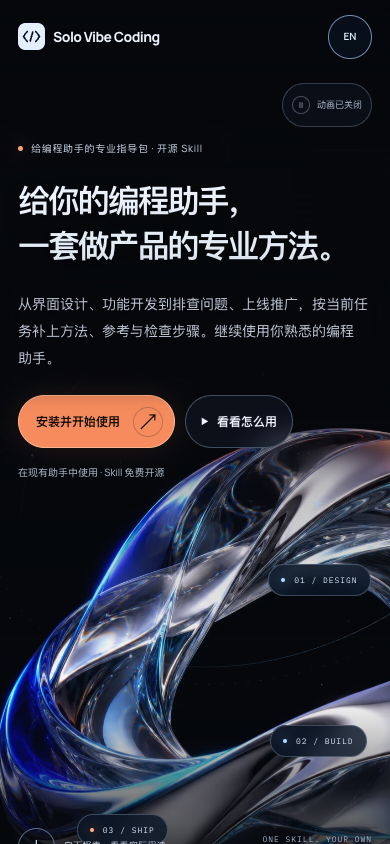 Solo Vibe Coding
EN
动画已关闭
给编程助手的专业指导包 · 开源 Skill
给你的编程助手，
一套做产品的专业方法。
从界面设计、功能开发到排查问题、上线推广，按当前任
务补上方法、参考与检查步骤。继续使用你熟悉的编程
助手。
安装并开始使用
看看怎么用
在现有助手中使用 · Skill 免费开源
01 / DESIGN
02 / BUILD
03 / SHIP
ONE SKILL. YOUR OWN